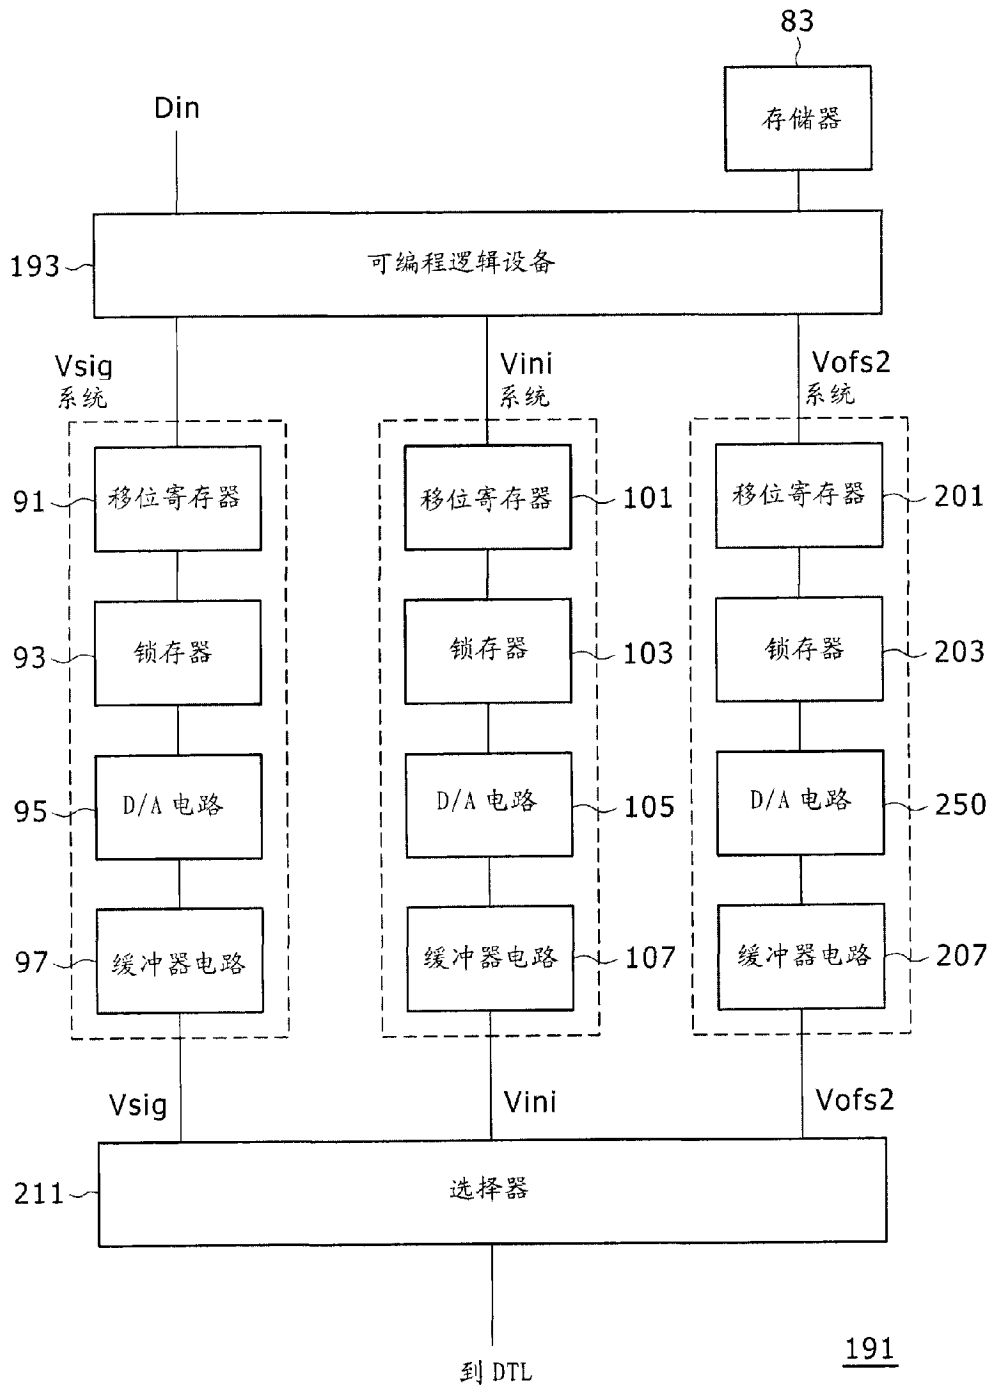 83
存储器
Din
193
可编程逻辑设备
Vsig
系统
Vini
系统
Vofs2
系统
91
移位寄存器
移位寄存器
101
移位寄存器
201
93
锁存器
锁存器
103
锁存器
203
95
D/A 电路
D/A 电路
105
D/A 电路
250
97
缓冲器电路
缓冲器电路
107
缓冲器电路
207
Vsig
Vini
Vofs2
211
选择器
到 DTL
191